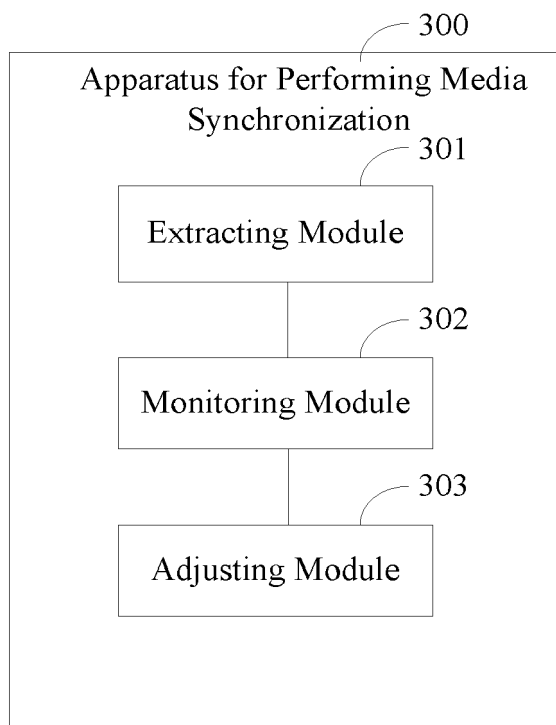 300
Apparatus for Performing Media
Synchronization
301
Extracting Module
302
Monitoring Module
303
Adjusting Module